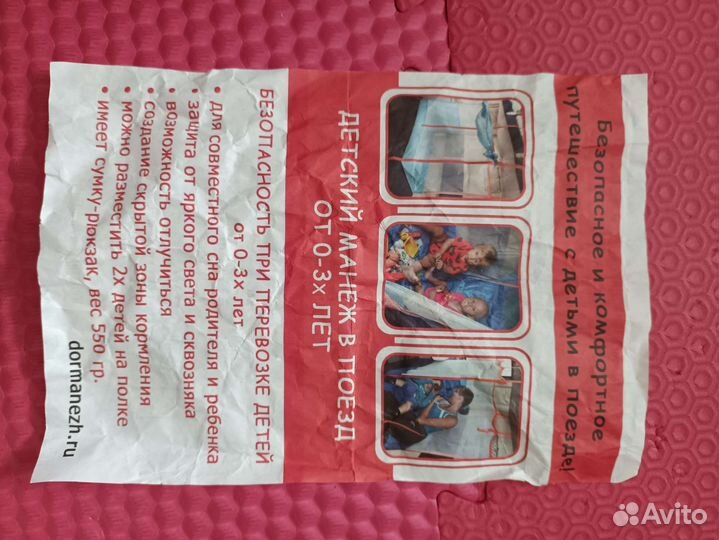 Безопасное и комфортное
путешествие с детьми в поезде!
ДЕТСКИЙ МАНЕЖ В ПОЕЗД
ОТ 0-3х ЛЕТ
БЕЗОПАСНОСТЬ ПРИ ПЕРЕВОЗКЕ ДЕТЕЙ
от 0-3х лет
• для совместного сна родителя и ребенка
• защита от яркого света и сквозняка
• возможность отлучиться
• создание скрытой зоны кормления
• можно разместить 2х детей на полке
• имеет сумку-рюкзак, вес 550 гр.
dormanezh.ru
Avito